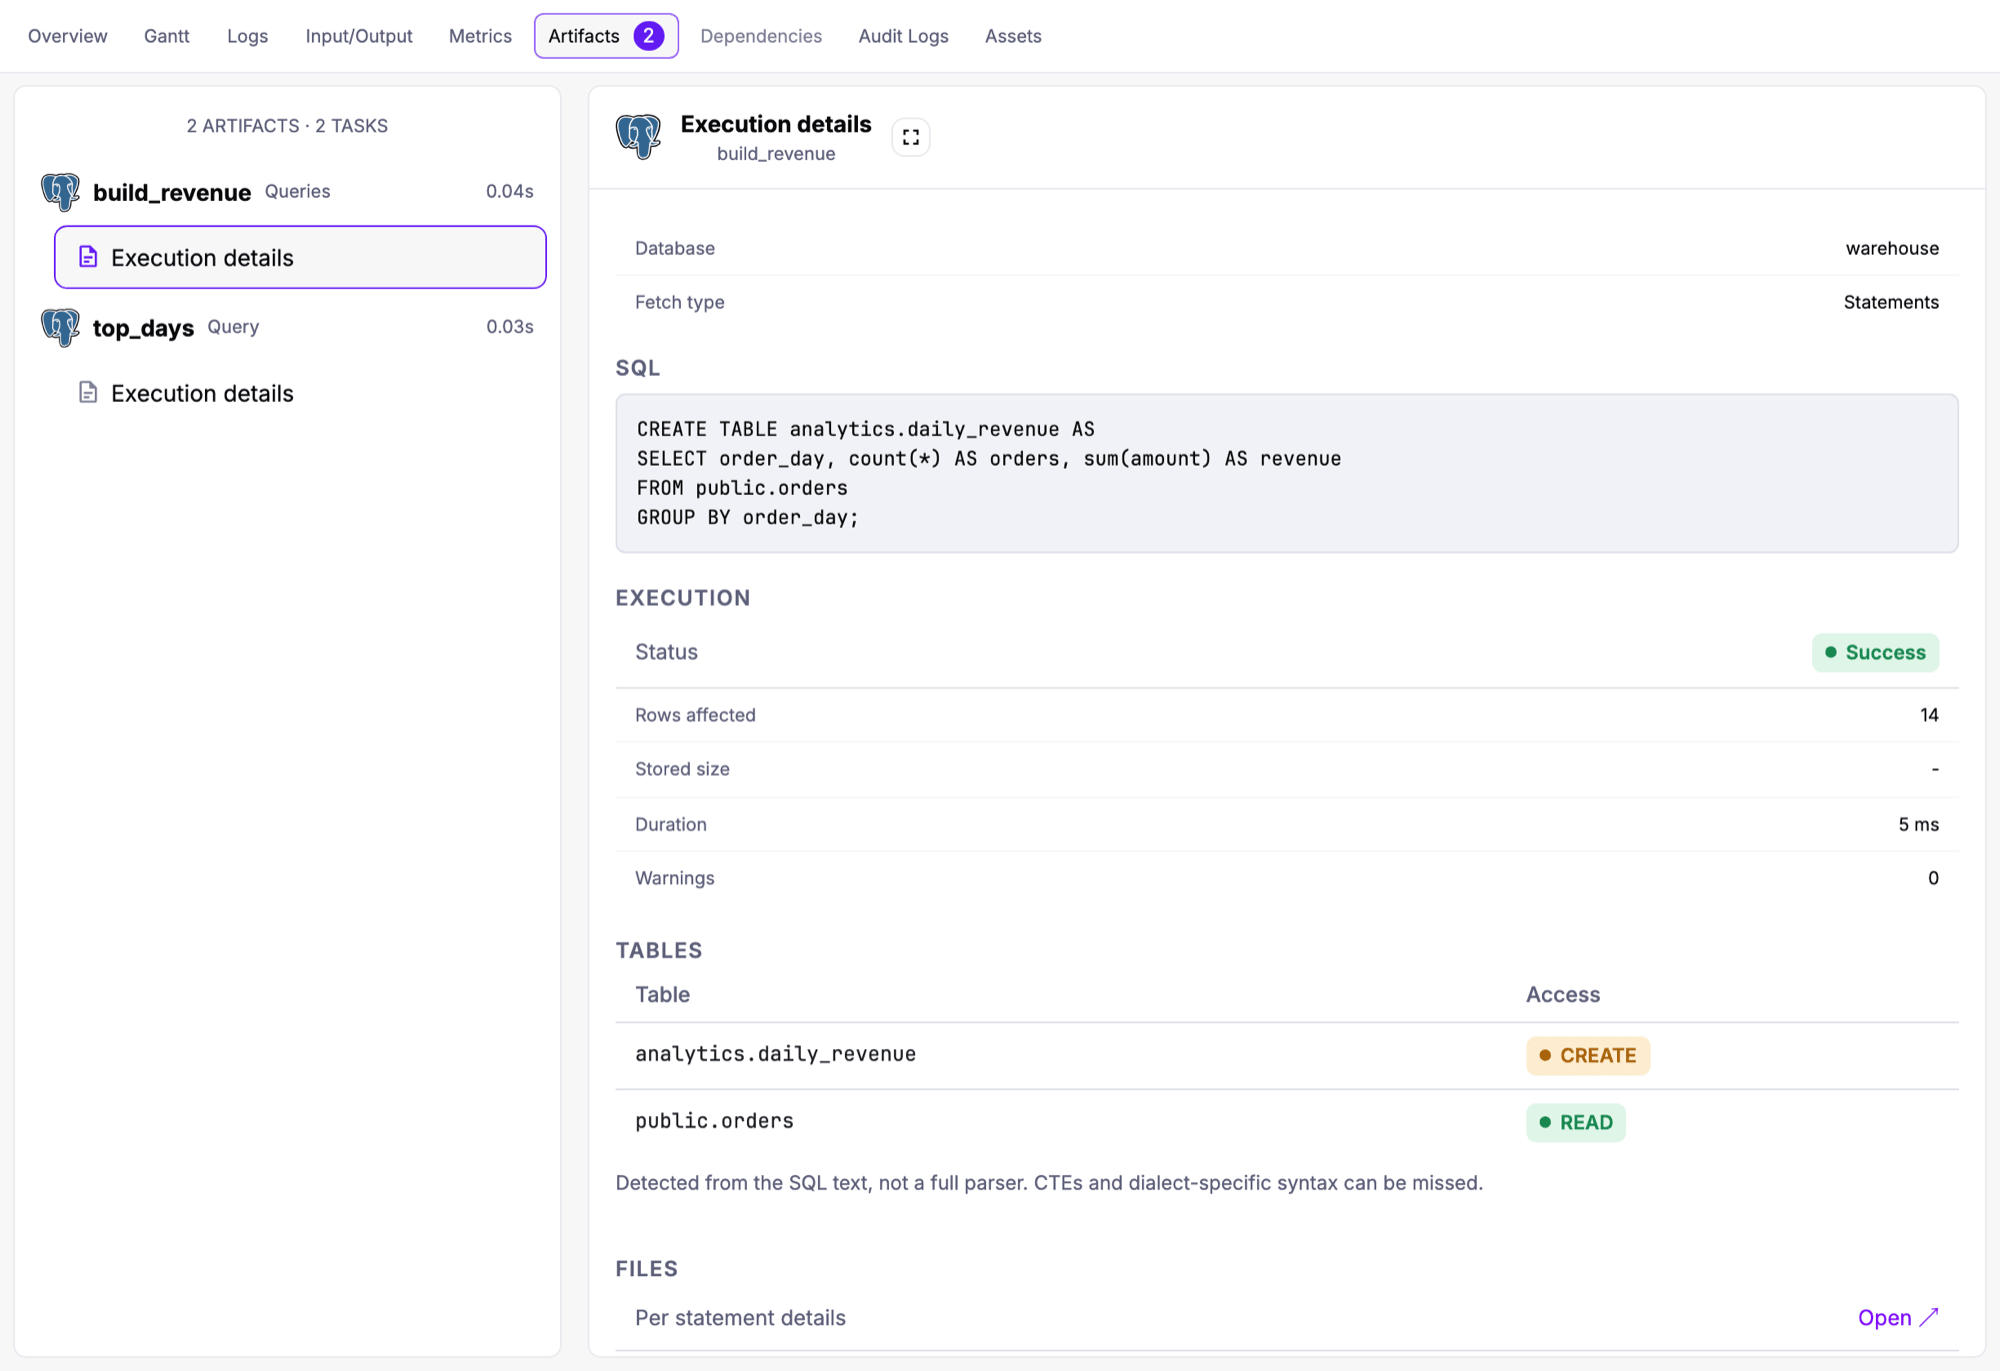 Overview Gantt Logs Input/Output Metrics Artifacts 2 Dependencies Audit Logs Assets
2 ARTIFACTS · 2 TASKS
build_revenue Queries 0.04s
Execution details
top_days Query 0.03s
Execution details
Execution details
build_revenue
Database warehouse
Fetch type Statements
SQL
CREATE TABLE analytics.daily_revenue AS
SELECT order_day, count(*) AS orders, sum(amount) AS revenue
FROM public.orders
GROUP BY order_day;
EXECUTION
Status Success
Rows affected 14
Stored size -
Duration 5 ms
Warnings 0
TABLES
Table Access
analytics.daily_revenue CREATE
public.orders READ
Detected from the SQL text, not a full parser. CTEs and dialect-specific syntax can be missed.
FILES
Per statement details Open